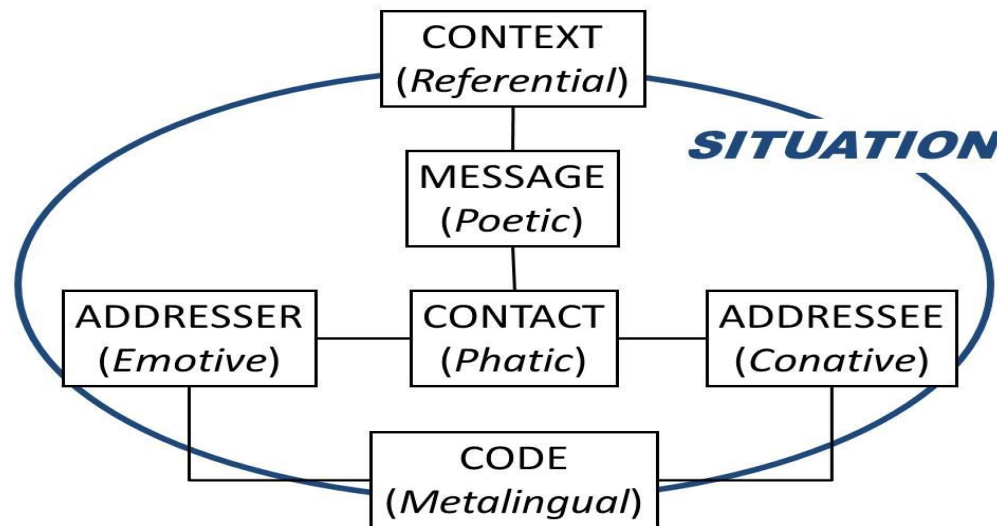 CONTEXT
(Referential)
SITUATION
MESSAGE
(Poetic)
ADDRESSER
(Emotive)
CONTACT
(Phatic)
ADDRESSEE
(Conative)
CODE
(Metalingual)